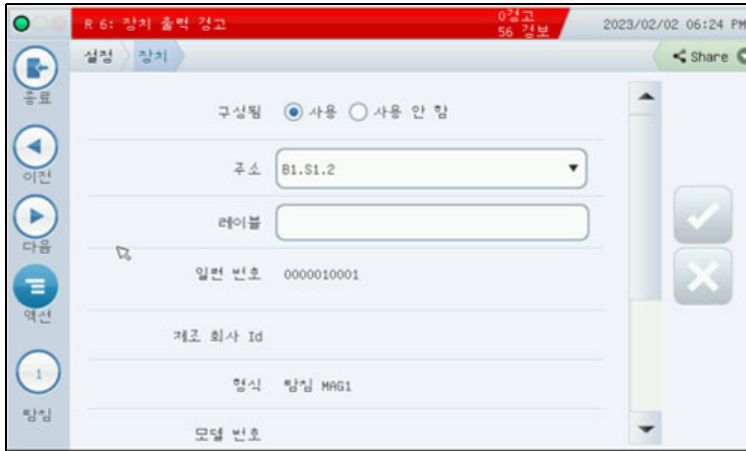 R 6: 장치 출력 경고
0경고
56 경보
2023/02/02 06:24 PM
설정 장치
Share
종료
구성됨 사용 사용 안 함
이전
주소 B1.S1.2
다음
레이블
일련 번호 0000010001
액션
제조 회사 Id
1
탐침
형식 탐침 MAG1
모델 번호